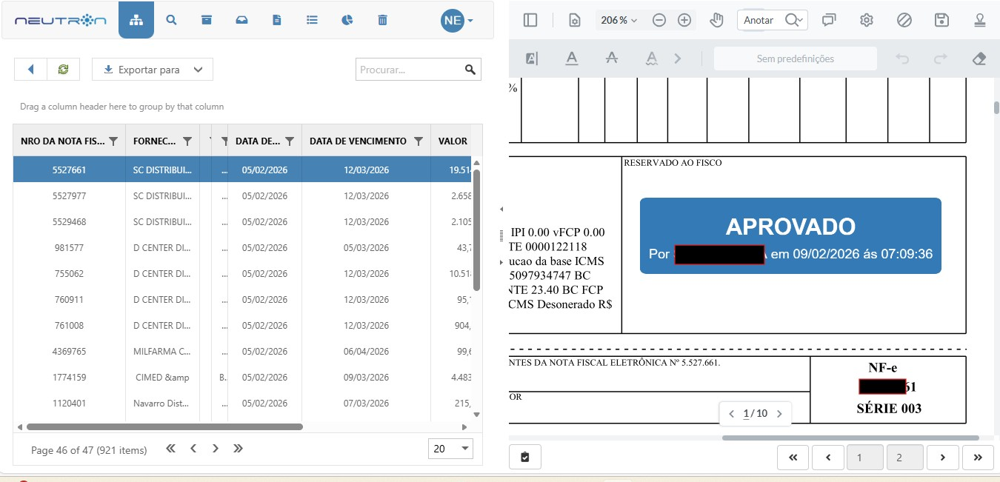 NEUTRON
NE
Exportar para
Procurar...
Drag a column header here to group by that column
NRO DA NOTA FIS... FORNEC... DATA DE... DATA DE VENCIMENTO VALOR
5527661 SC DISTRIBUI... ... 05/02/2026 12/03/2026 19.51
5527977 SC DISTRIBUI... ... 05/02/2026 12/03/2026 2.658
5529468 SC DISTRIBUI... ... 05/02/2026 12/03/2026 2.105
981577 D CENTER DI... ... 05/02/2026 05/03/2026 43,7
755062 D CENTER DI... ... 05/02/2026 12/03/2026 10.51
760911 D CENTER DI... ... 05/02/2026 12/03/2026 95,
761008 D CENTER DI... ... 05/02/2026 12/03/2026 904,
4369765 MILFARMA C... ... 05/02/2026 06/04/2026 99,6
1774159 CIMED &amp B... 05/02/2026 09/03/2026 4.483
1120401 Navarro Dist... 05/02/2026 07/03/2026 215,
Page 46 of 47 (921 items)
20
206 %
Anotar
Sem predefinições
%
RESERVADO AO FISCO
IPI 0.00 vFCP 0.00
TE 0000122118
ucao da base ICMS
5097934747 BC
NTE 23.40 BC FCP
CMS Desonerado R$
APROVADO
Por em 09/02/2026 ás 07:09:36
NTES DA NOTA FISCAL ELETRÔNICA Nº 5.527.661.
OR
NF-e
61
SÉRIE 003
1 / 10
1 2